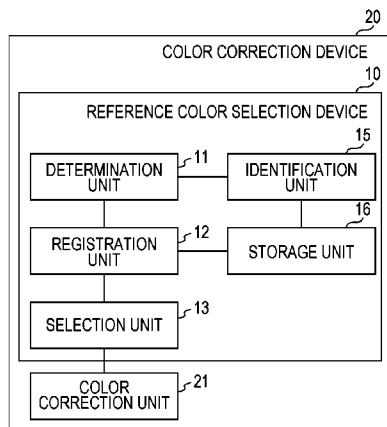 20
COLOR CORRECTION DEVICE
10
REFERENCE COLOR SELECTION DEVICE
15
DETERMINATION
UNIT
11
IDENTIFICATION
UNIT
16
REGISTRATION
UNIT
12
STORAGE UNIT
SELECTION UNIT
13
COLOR
CORRECTION UNIT
21